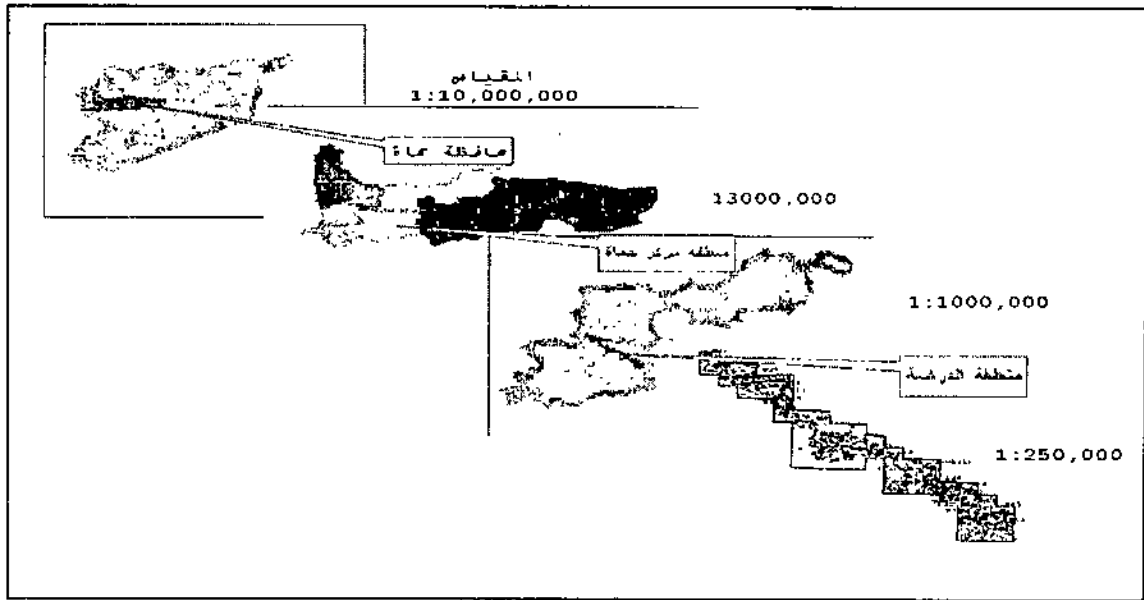 المقياس
1:10,000,000
محافظة حماة
13000,000
منطقة مركز حماة
1:1000,000
منطقة الدراسة
1:250,000